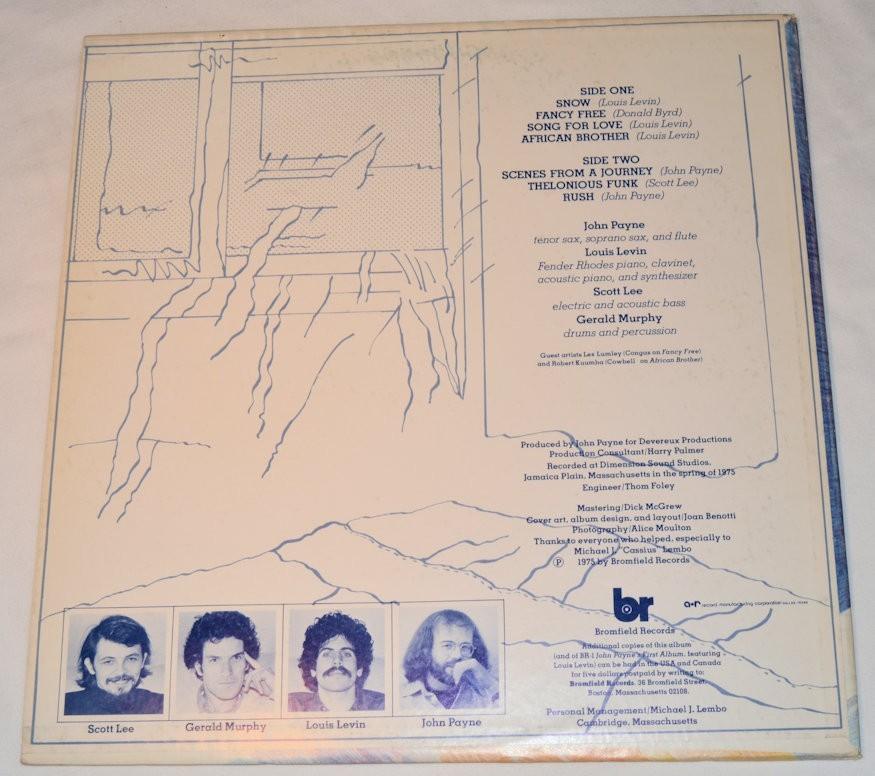 SIDE ONE
SNOW (Louis Levin)
FANCY FREE (Donald Byrd)
SONG FOR LOVE (Louis Levin)
AFRICAN BROTHER (Louis Levin)
SIDE TWO
SCENES FROM A JOURNEY (John Payne)
THELONIOUS FUNK (Scott Lee)
RUSH (John Payne)
John Payne
tenor sax, soprano sax, and flute
Louis Levin
Fender Rhodes piano, clavinet,
acoustic piano, and synthesizer
Scott Lee
electric and acoustic bass
Gerald Murphy
drums and percussion
Guest artists Lex Lumley (Congas on Fancy Free)
and Robert Kuumba (Cowbell on African Brother)
Produced by John Payne for Devereux Productions
Production Consultant/Harry Palmer
Recorded at Dimension Sound Studios,
Jamaica Plain, Massachusetts in the spring of 1975
Engineer/Thom Foley
Mastering/Dick McGrew
Cover art, album design, and layout/Joan Benotti
Photography/Alice Moulton
Thanks to everyone who helped, especially to
Michael J. "Cassius" Lembo
Ⓟ 1975 by Bromfield Records
br
a&r record manufacturing corporation DALLAS, TEXAS
Bromfield Records
Additional copies of this album
(and of BR-1 John Payne's First Album, featuring
Louis Levin) can be had in the USA and Canada
for five dollars postpaid by writing to:
Bromfield Records, 36 Bromfield Street,
Boston, Massachusetts 02108.
Personal Management/Michael J. Lembo
Cambridge, Massachusetts
Scott Lee
Gerald Murphy
Louis Levin
John Payne